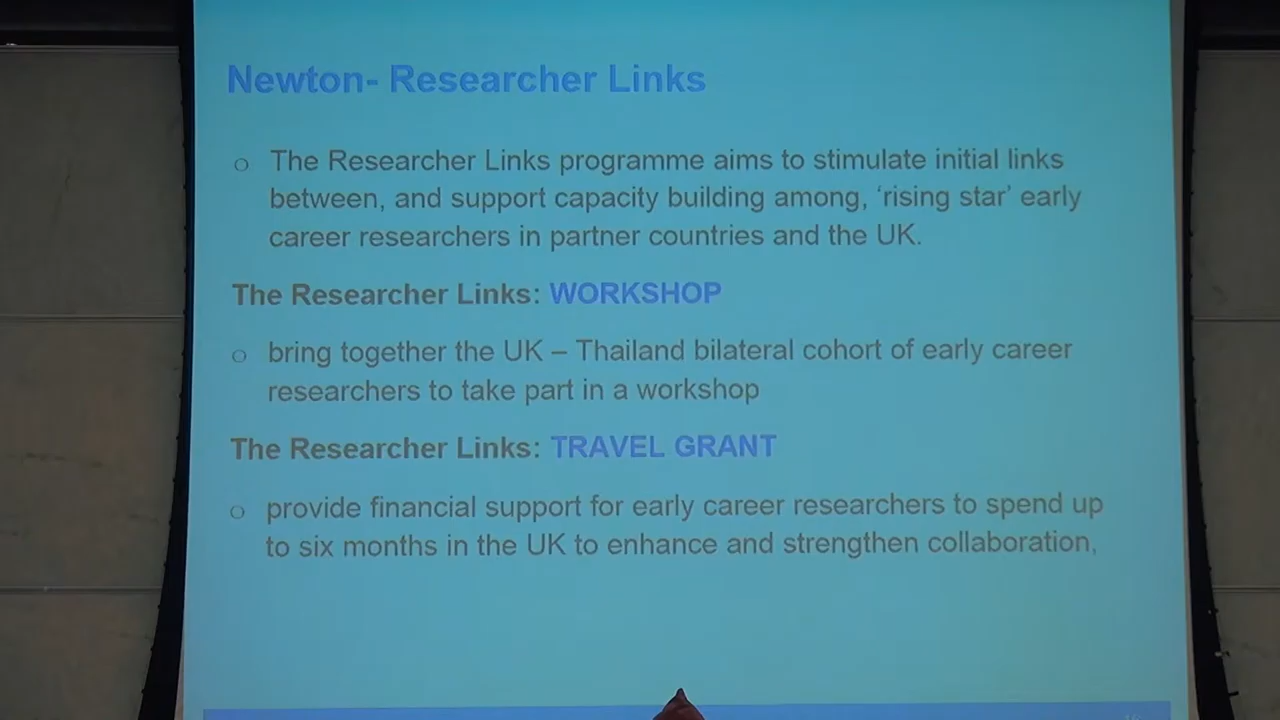 Newton- Researcher Links
○ The Researcher Links programme aims to stimulate initial links
between, and support capacity building among, ‘rising star’ early
career researchers in partner countries and the UK.
The Researcher Links: WORKSHOP
○ bring together the UK – Thailand bilateral cohort of early career
researchers to take part in a workshop
The Researcher Links: TRAVEL GRANT
○ provide financial support for early career researchers to spend up
to six months in the UK to enhance and strengthen collaboration,